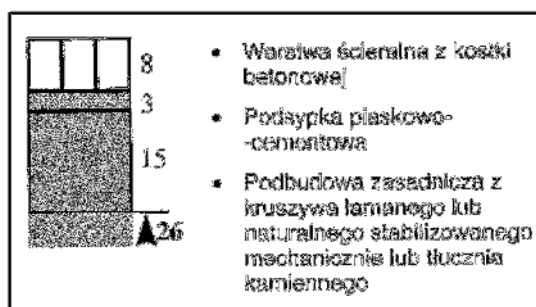 8
3
15
26
• Warstwa ścieralna z kostki
betonowej
• Podsypka piaskowo-
-cementowa
• Podbudowa zasadnicza z
kruszywa łamanego lub
naturalnego stabilizowanego
mechanicznie lub tłucznia
kamiennego